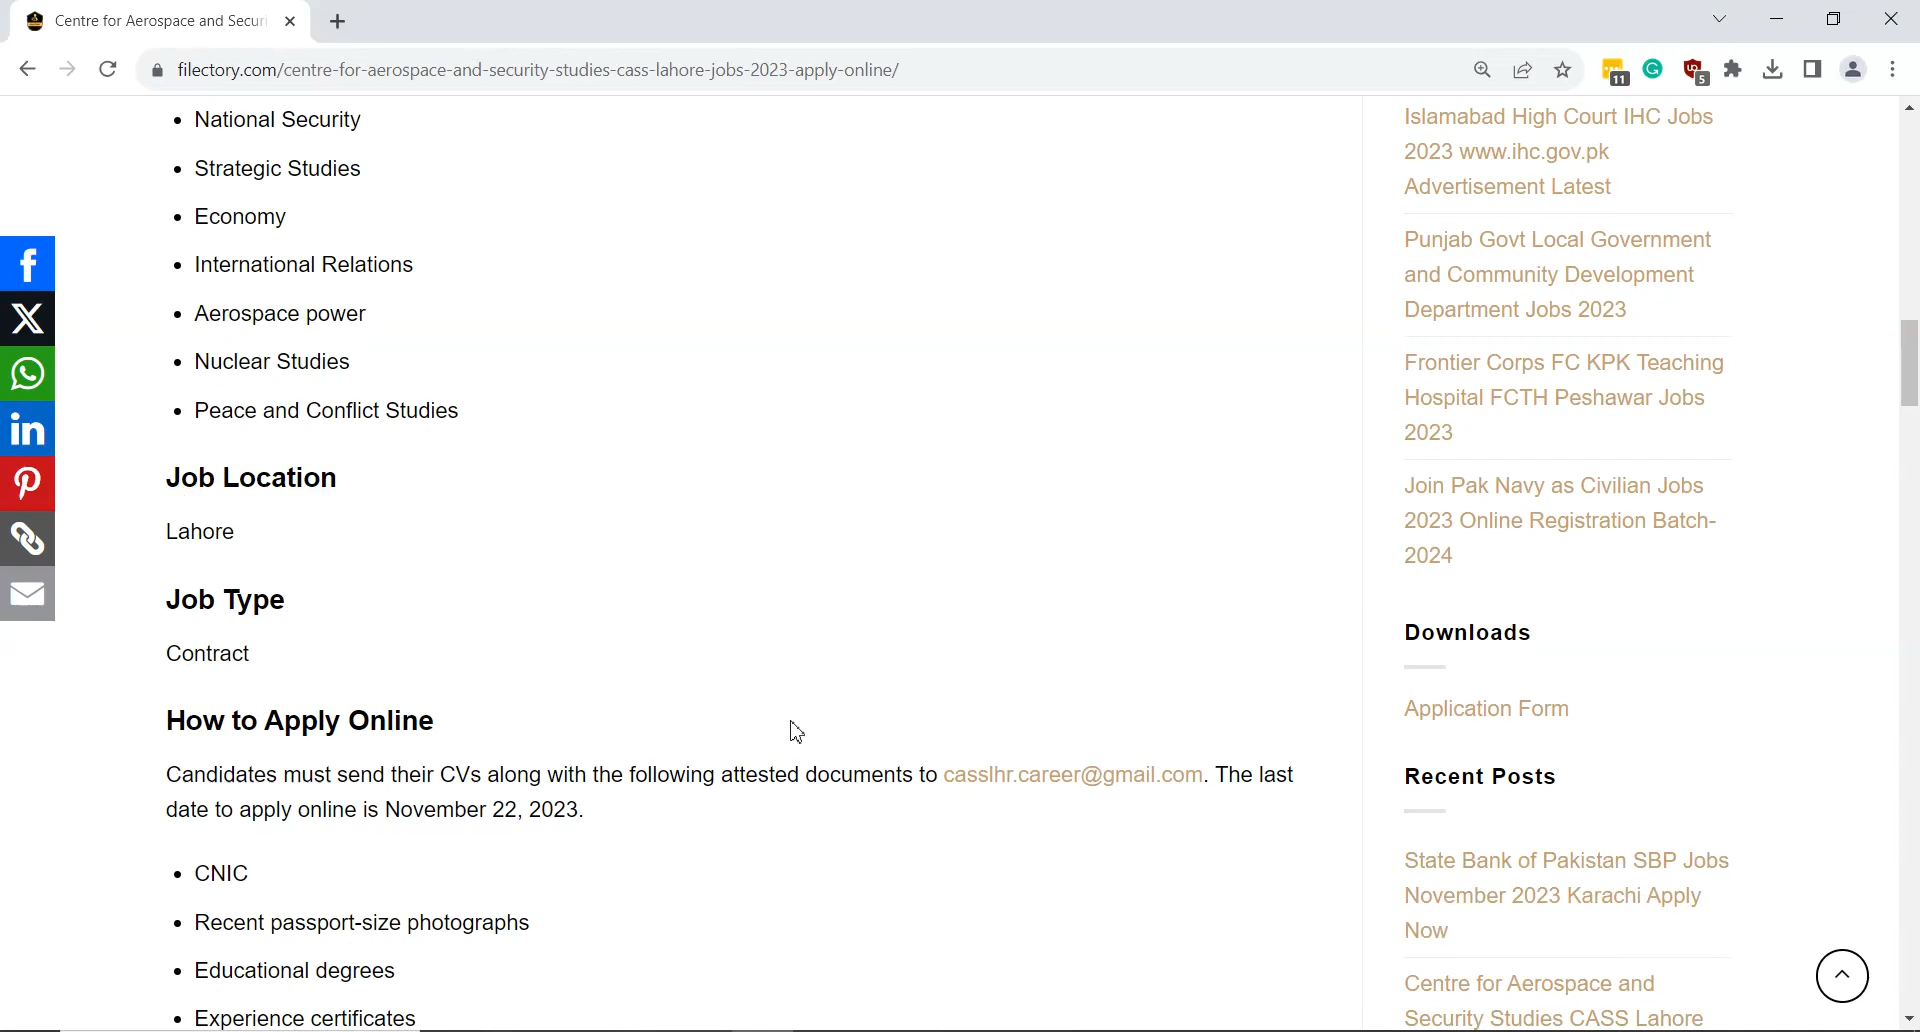 Centre for Aerospace and Securi
filectory.com/centre-for-aerospace-and-security-studies-cass-lahore-jobs-2023-apply-online/
11
5
National Security
Strategic Studies
Economy
International Relations
Aerospace power
Nuclear Studies
Peace and Conflict Studies
Job Location
Lahore
Job Type
Contract
How to Apply Online
Candidates must send their CVs along with the following attested documents to casslhr.career@gmail.com. The last
date to apply online is November 22, 2023.
CNIC
Recent passport-size photographs
Educational degrees
Experience certificates
Islamabad High Court IHC Jobs
2023 www.ihc.gov.pk
Advertisement Latest
Punjab Govt Local Government
and Community Development
Department Jobs 2023
Frontier Corps FC KPK Teaching
Hospital FCTH Peshawar Jobs
2023
Join Pak Navy as Civilian Jobs
2023 Online Registration Batch-
2024
Downloads
Application Form
Recent Posts
State Bank of Pakistan SBP Jobs
November 2023 Karachi Apply
Now
Centre for Aerospace and
Security Studies CASS Lahore